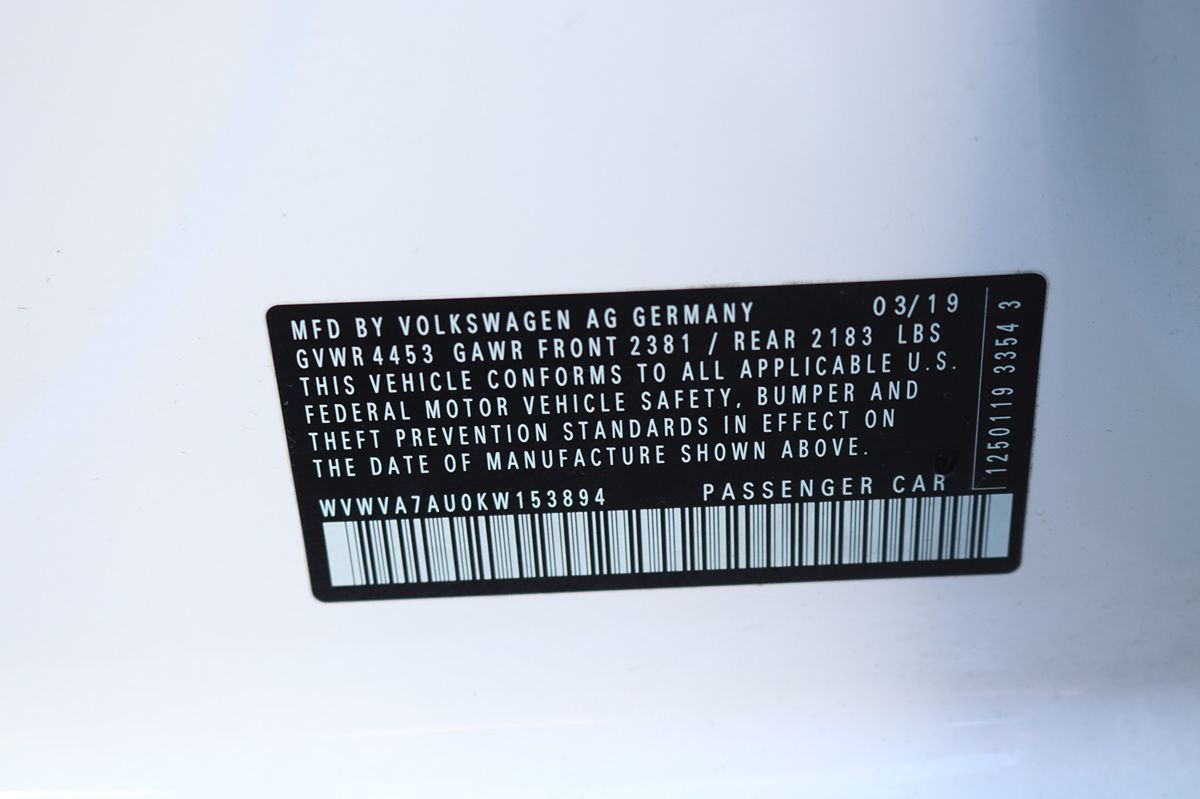 MFD BY VOLKSWAGEN AG GERMANY 03/19
GVWR 4453 GAWR FRONT 2381 / REAR 2183 LBS
THIS VEHICLE CONFORMS TO ALL APPLICABLE U.S.
FEDERAL MOTOR VEHICLE SAFETY, BUMPER AND
THEFT PREVENTION STANDARDS IN EFFECT ON
THE DATE OF MANUFACTURE SHOWN ABOVE.
WVWVA7AU0KW153894 PASSENGER CAR
1250119 3354 3